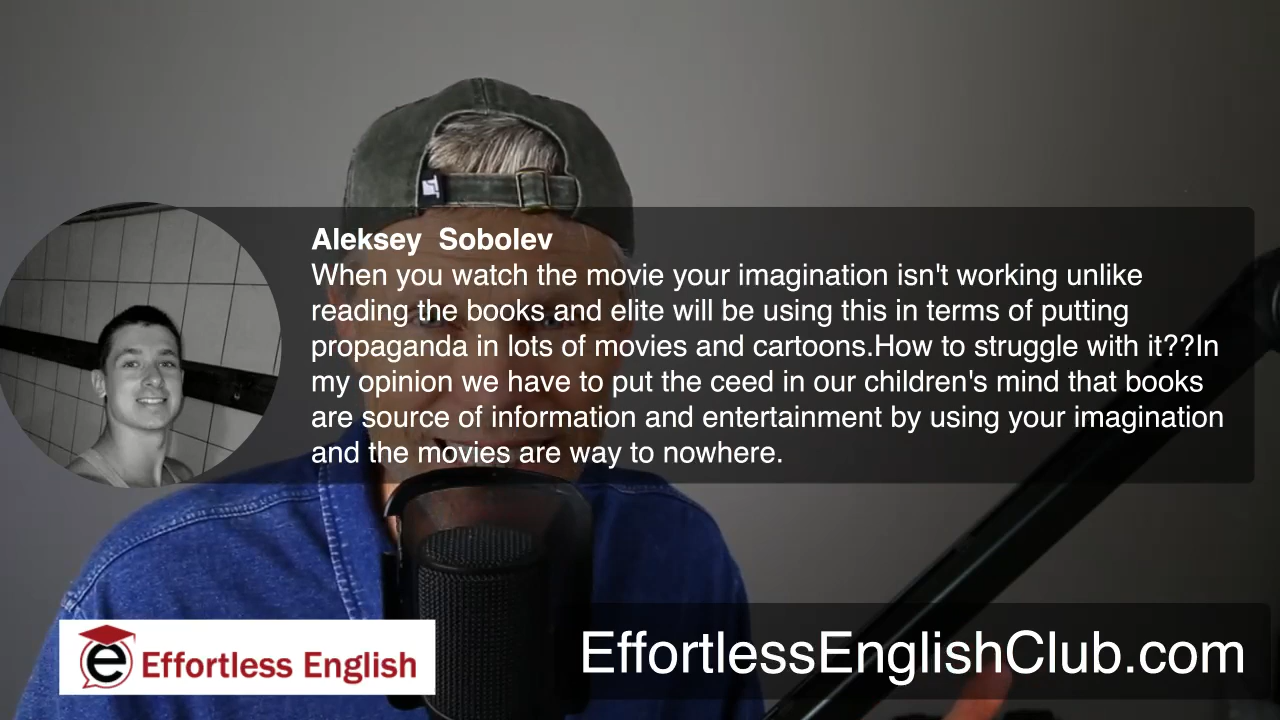 Aleksey Sobolev
When you watch the movie your imagination isn't working unlike
reading the books and elite will be using this in terms of putting
propaganda in lots of movies and cartoons.How to struggle with it??In
my opinion we have to put the ceed in our children's mind that books
are source of information and entertainment by using your imagination
and the movies are way to nowhere.
e Effortless English
EffortlessEnglishClub.com